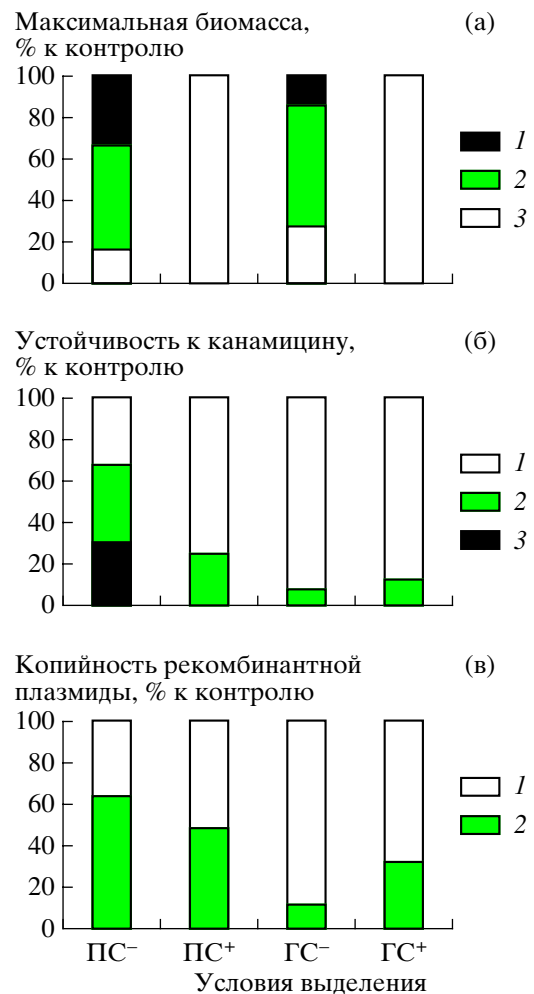 Максимальная биомасса,
% к контролю
(а)
100
80
60
40
20
0
1
2
3
Устойчивость к канамицину,
% к контролю
(б)
100
80
60
40
20
0
1
2
3
Копийность рекомбинантной
плазмиды, % к контролю
(в)
100
80
60
40
20
0
1
2
ПС⁻ ПС⁺ ГС⁻ ГС⁺
Условия выделения